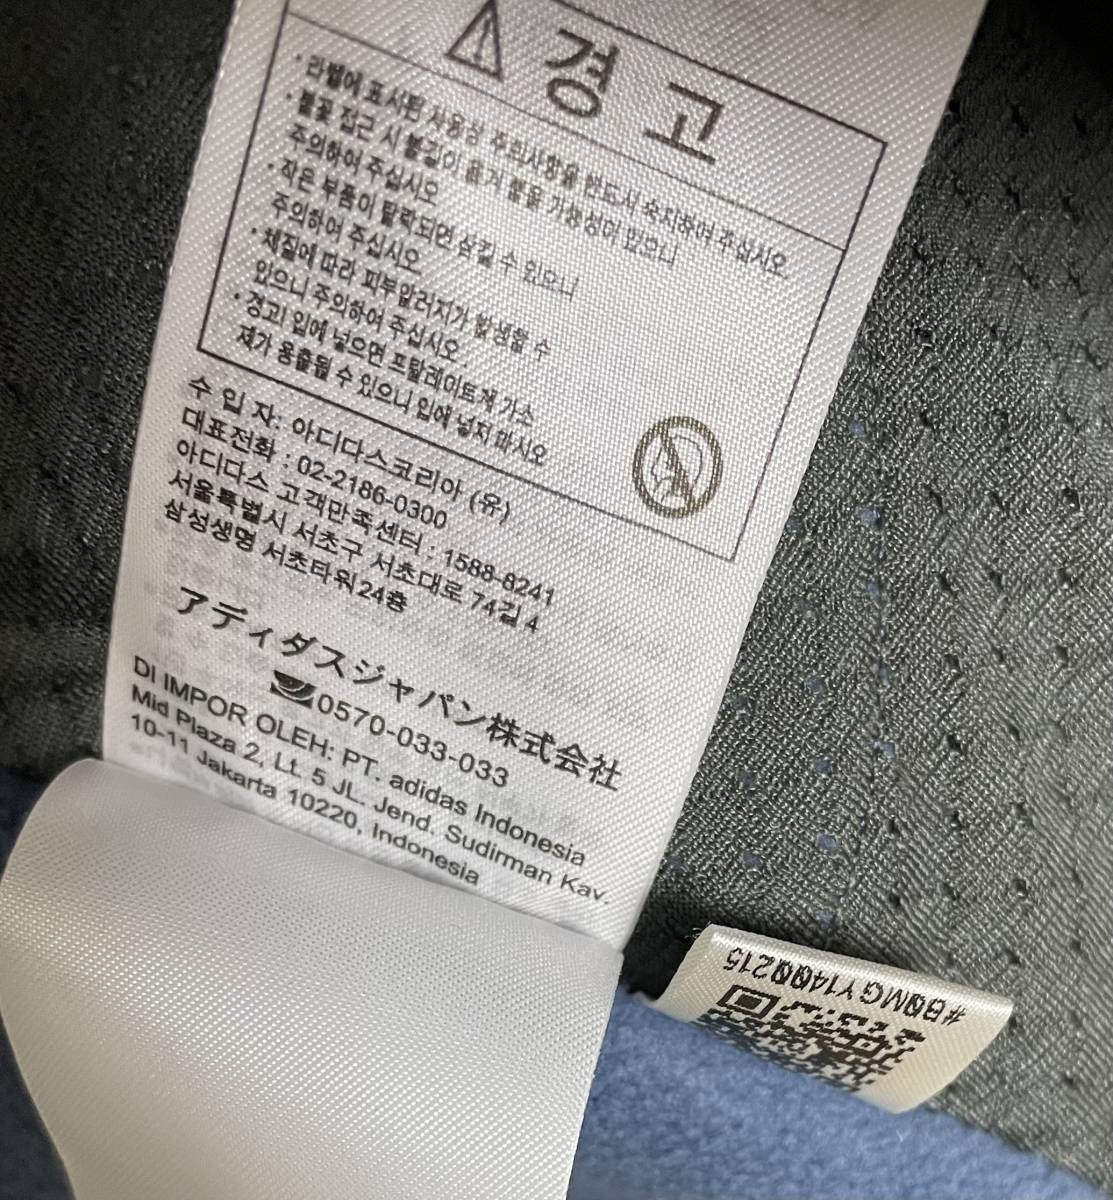 경 고
· 라벨에 표시된 사용상 주의사항을 반드시 숙지하여 주십시오.
· 불꽃 접근 시 불길이 옮겨 붙을 가능성이 있으니
주의하여 주십시오
· 작은 부품이 탈락되면 삼킬 수 있으니
주의하여 주십시오
· 체질에 따라 피부알러지가 발생할 수
있으니 주의하여 주십시오
· 경고! 입에 넣으면 프탈레이트계 가소
제가 용출될 수 있으니 입에 넣지 마시오
수 입 자: 아디다스코리아 (유)
대표전화 : 02-2186-0300
아디다스 고객만족센터 : 1588-8241
서울특별시 서초구 서초대로 74길 4
삼성생명 서초타워24층
アディダスジャパン株式会社
0570-033-033
DI IMPOR OLEH: PT. adidas Indonesia
Mid Plaza 2, Lt. 5 JL. Jend. Sudirman Kav.
10-11 Jakarta 10220, Indonesia
#B0MGY1400215